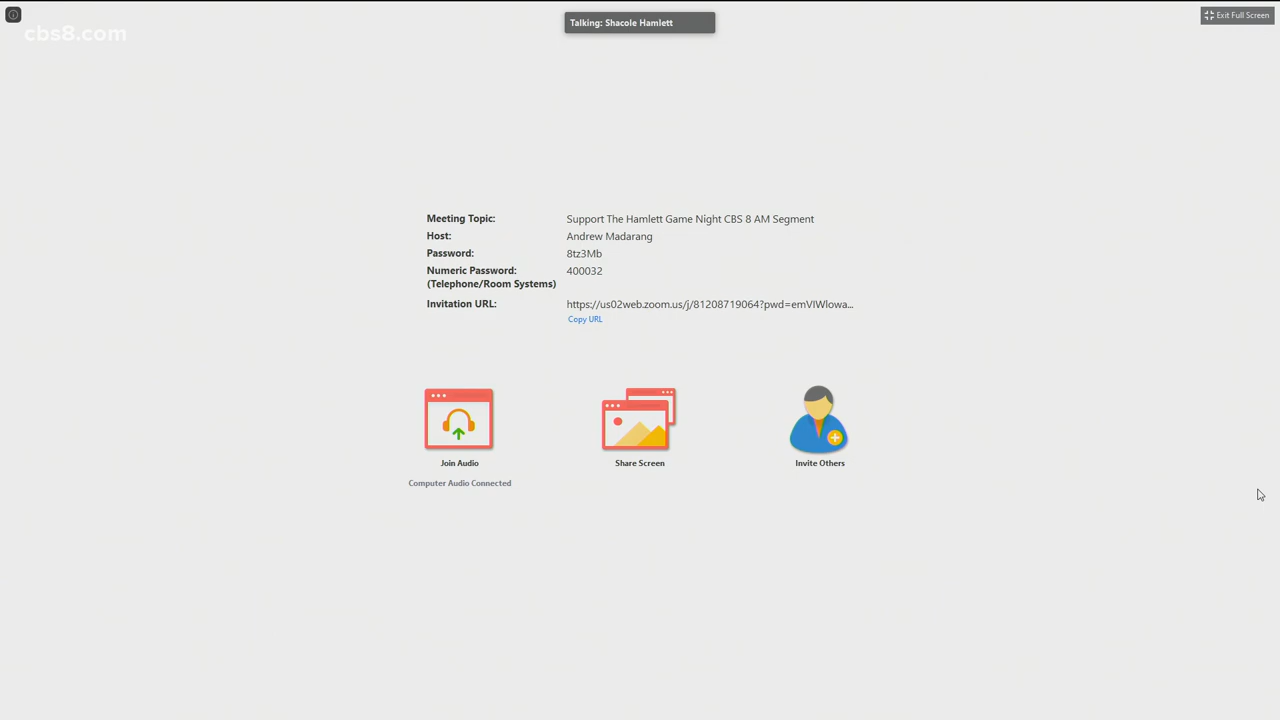 Talking: Shacole Hamlett
Exit Full Screen
cbs8.com
Meeting Topic: Support The Hamlett Game Night CBS 8 AM Segment
Host: Andrew Madarang
Password: 8tz3Mb
Numeric Password: 400032
(Telephone/Room Systems)
Invitation URL: https://us02web.zoom.us/j/81208719064?pwd=emVIWlowa...
Copy URL
Join Audio
Share Screen
Invite Others
Computer Audio Connected